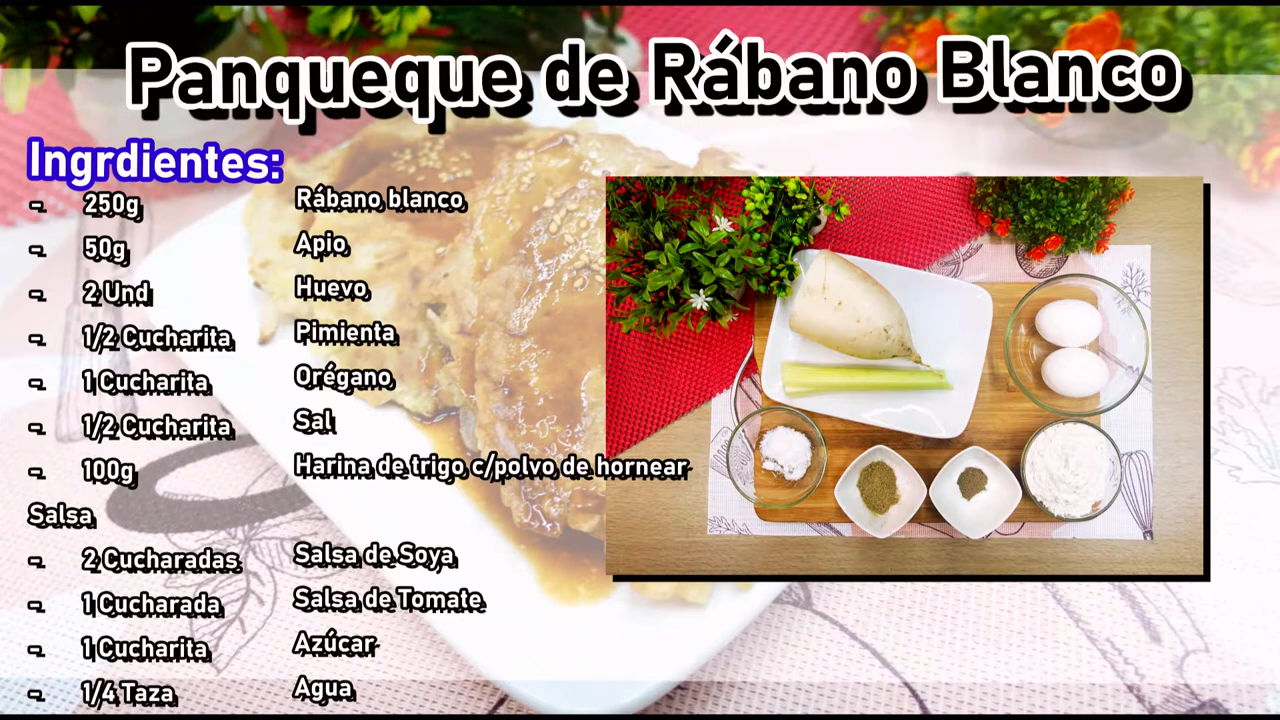 Panqueque de Rábano Blanco
Ingrdientes:
- 250g Rábano blanco
- 50g Apio
- 2 Und Huevo
- 1/2 Cucharita Pimienta
- 1 Cucharita Orégano
- 1/2 Cucharita Sal
- 100g Harina de trigo c/polvo de hornear
Salsa
- 2 Cucharadas Salsa de Soya
- 1 Cucharada Salsa de Tomate
- 1 Cucharita Azúcar
- 1/4 Taza Agua